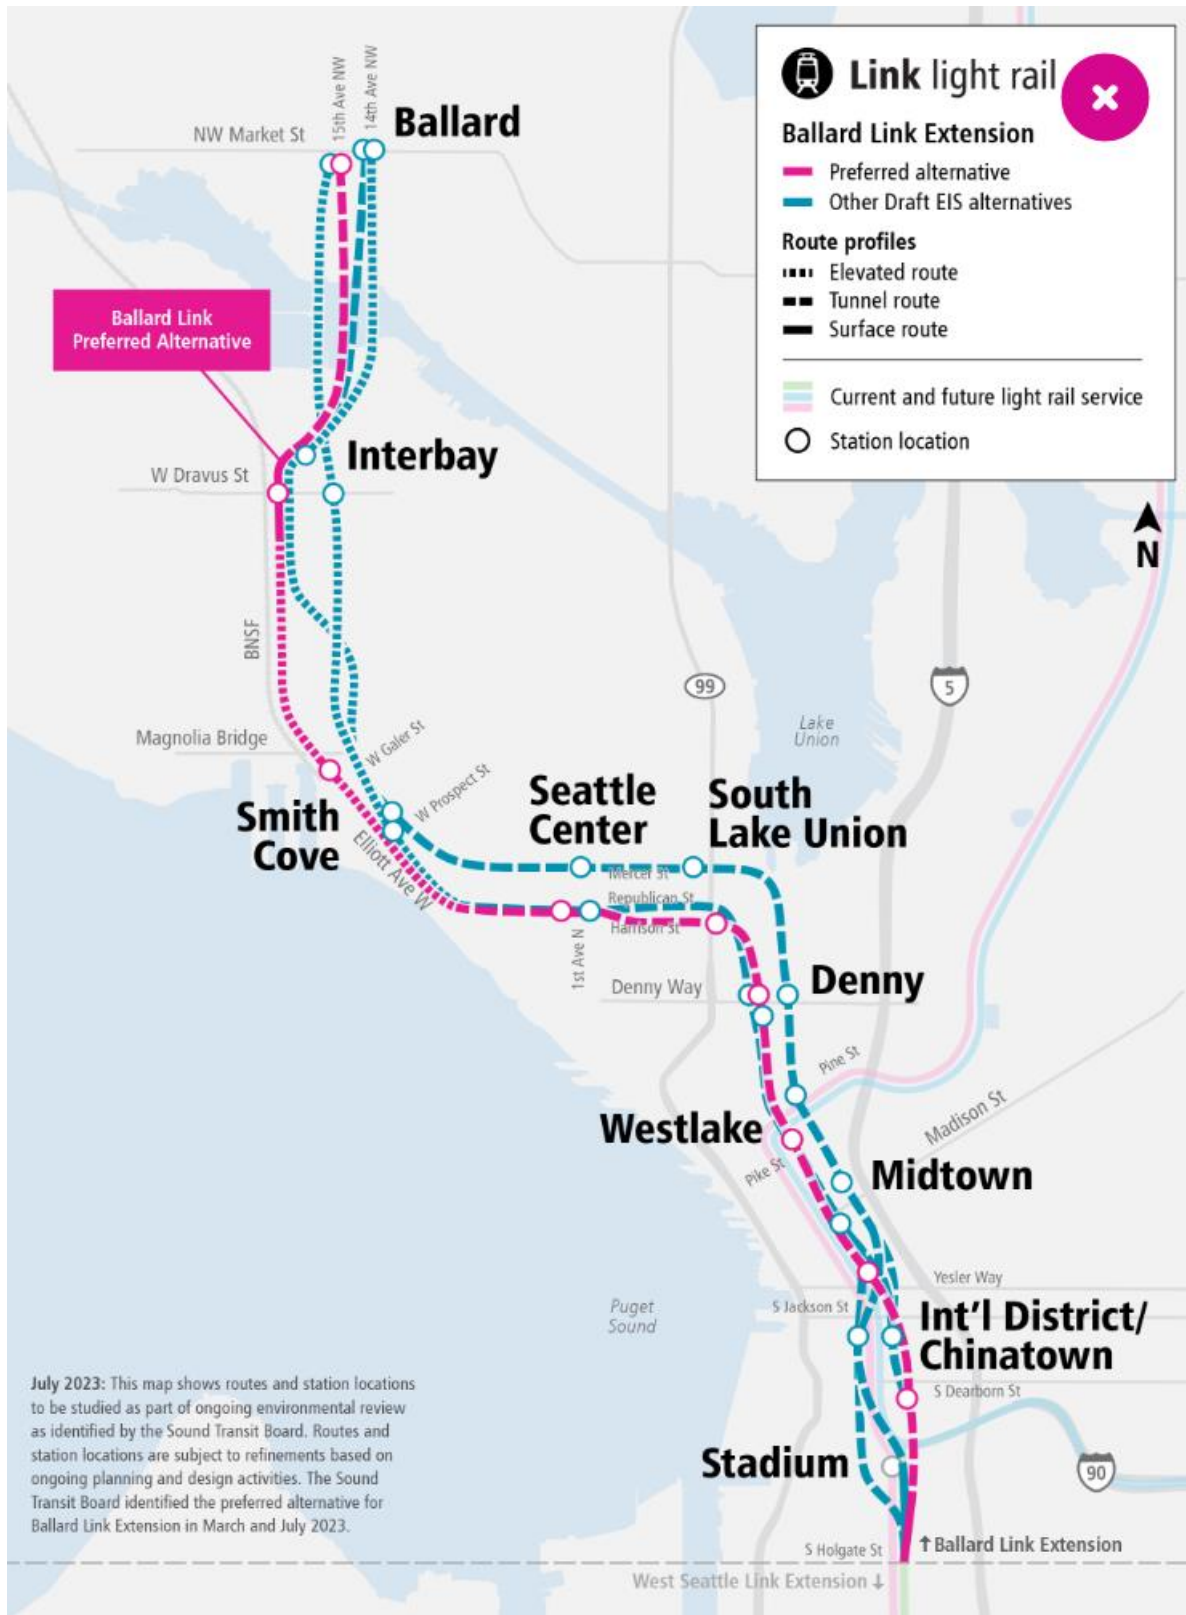 15th Ave NW
14th Ave NW
NW Market St
Ballard
Link light rail
Ballard Link Extension
Preferred alternative
Other Draft EIS alternatives
Route profiles
Elevated route
Tunnel route
Surface route
Current and future light rail service
Station location
N
Ballard Link
Preferred Alternative
Interbay
W Dravus St
BNSF
99
5
Lake
Union
Magnolia Bridge
W Galer St
W Prospect St
Smith
Cove
Elliott Ave W
Seattle
Center
South
Lake Union
Mercer St
Republican St
Harrison St
1st Ave N
Denny Way
Denny
Pine St
Madison St
Westlake
Pike St
Midtown
Yesler Way
Puget
Sound
S Jackson St
Int'l District/
Chinatown
S Dearborn St
Stadium
90
July 2023: This map shows routes and station locations
to be studied as part of ongoing environmental review
as identified by the Sound Transit Board. Routes and
station locations are subject to refinements based on
ongoing planning and design activities. The Sound
Transit Board identified the preferred alternative for
Ballard Link Extension in March and July 2023.
S Holgate St
↑ Ballard Link Extension
West Seattle Link Extension ↓